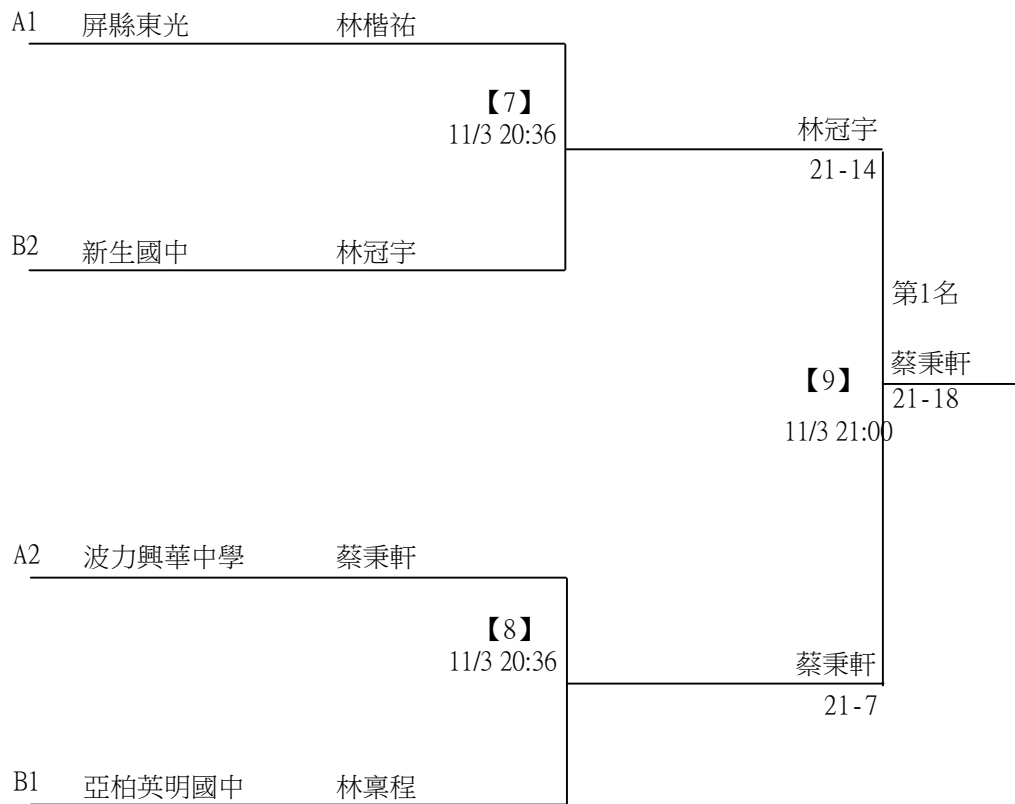 A1 屏縣東光 林楷祐
【7】
11/3 20:36
林冠宇
21-14
B2 新生國中 林冠宇
第1名
蔡秉軒
【9】
21-18
11/3 21:00
A2 波力興華中學 蔡秉軒
【8】
11/3 20:36
蔡秉軒
21-7
B1 亞柏英明國中 林稟程